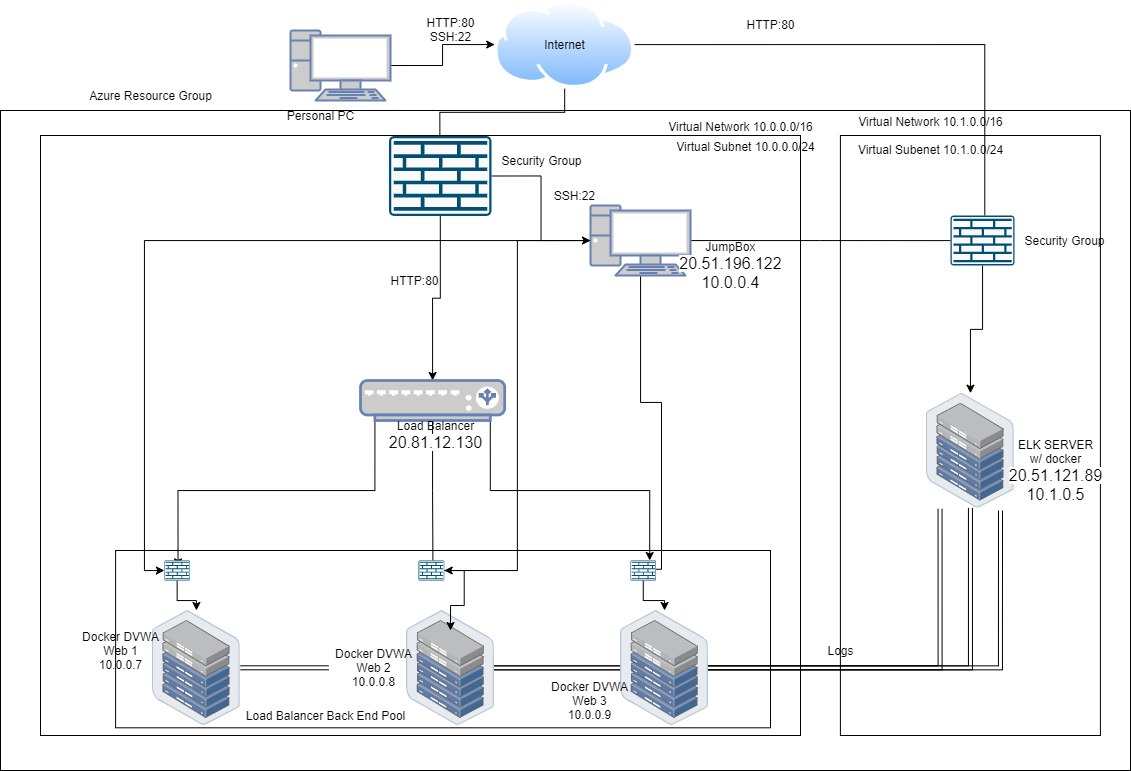 HTTP:80
SSH:22
Internet
HTTP:80
Azure Resource Group
Personal PC
Virtual Network 10.0.0.0/16
Virtual Subnet 10.0.0.0/24
Virtual Network 10.1.0.0/16
Virtual Subenet 10.1.0.0/24
Security Group
SSH:22
JumpBox
20.51.196.122
10.0.0.4
Security Group
HTTP:80
Load Balancer
20.81.12.130
ELK SERVER
w/ docker
20.51.121.89
10.1.0.5
Docker DVWA
Web 1
10.0.0.7
Docker DVWA
Web 2
10.0.0.8
Docker DVWA
Web 3
10.0.0.9
Logs
Load Balancer Back End Pool